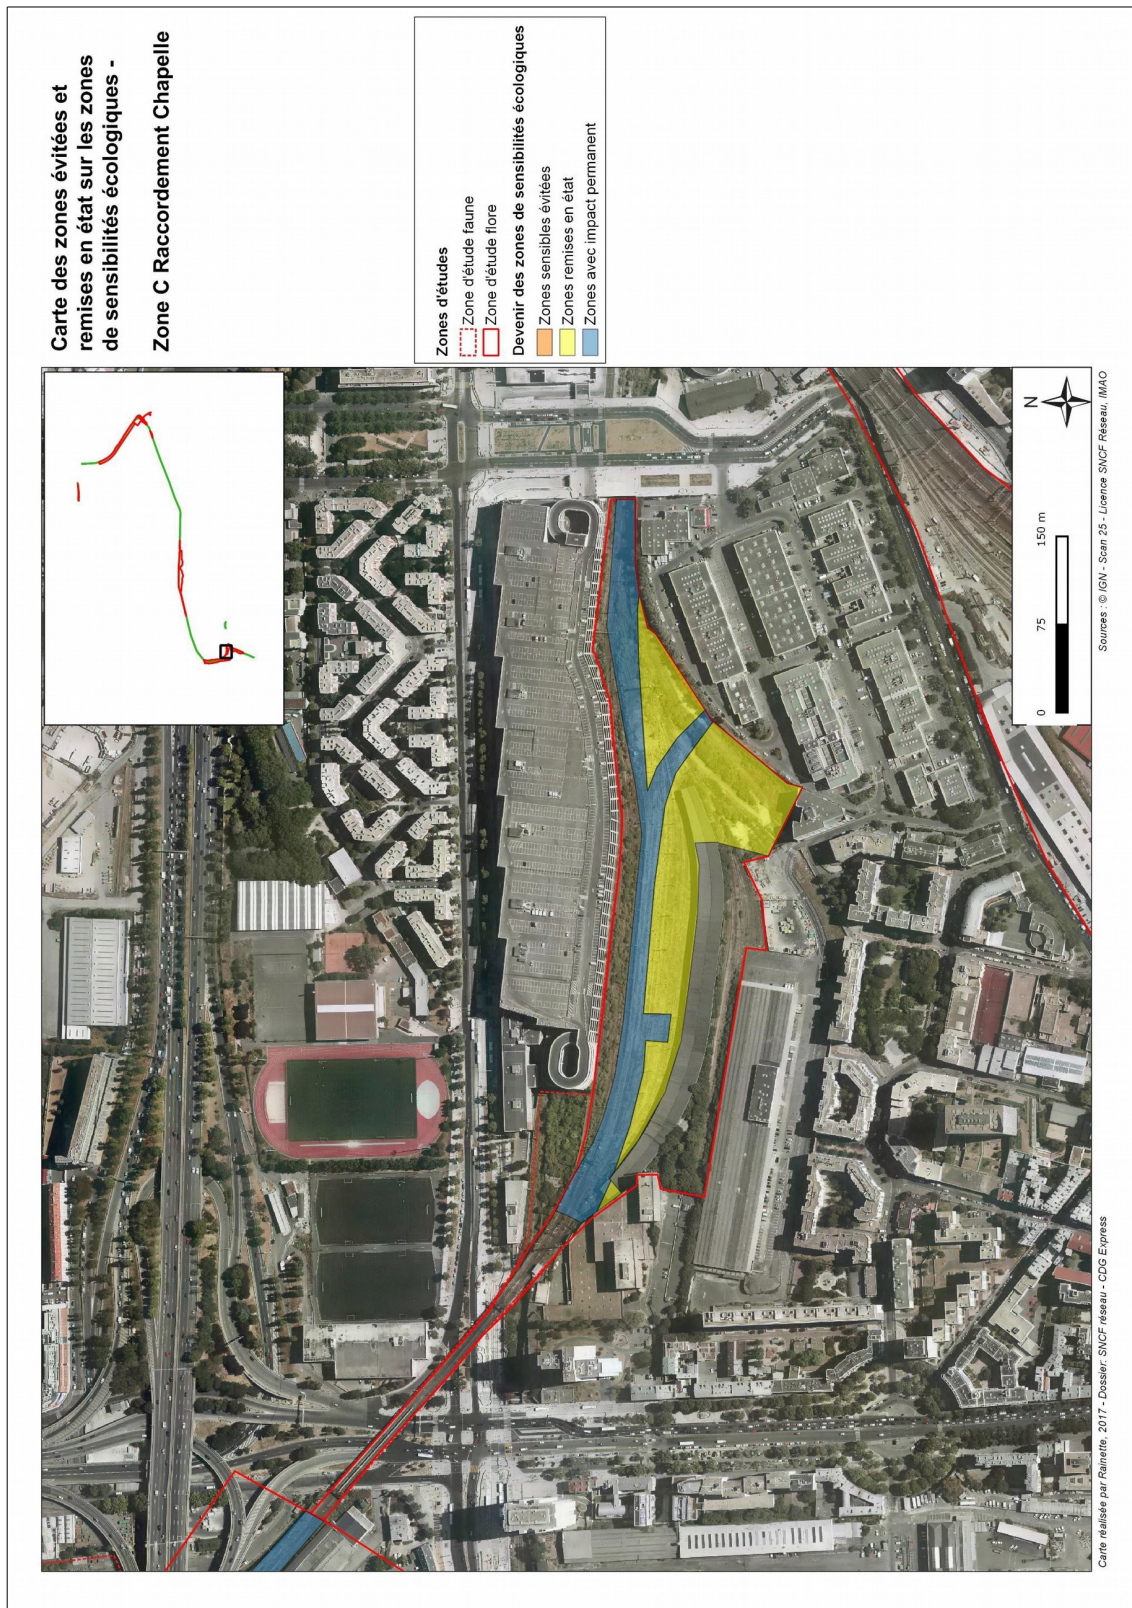 Carte des zones évitées et
remises en état sur les zones
de sensibilités écologiques -
Zone C Raccordement Chapelle
Zones d'études
Zone d'étude faune
Zone d'étude flore
Devenir des zones de sensibilités écologiques
Zones sensibles évitées
Zones remises en état
Zones avec impact permanent
N
0 75 150 m
Carte réalisée par Rainette, 2017 - Dossier: SNCF réseau - CDG Express
Sources : © IGN - Scan 25 - Licence SNCF Réseau, IMAO